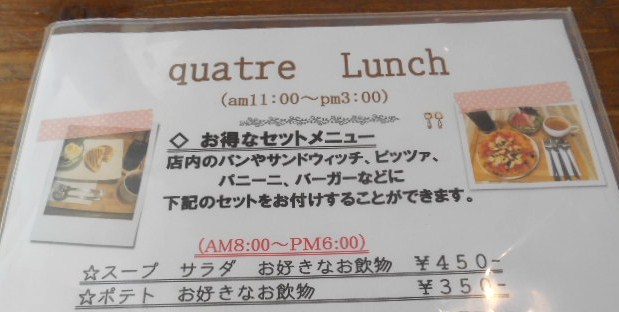 quatre Lunch
(am11:00～pm3:00)
◇ お得なセットメニュー
店内のパンやサンドウィッチ、ピッツァ、
パニーニ、バーガーなどに
下記のセットをお付けすることができます。
(AM8:00～PM6:00)
☆スープ サラダ お好きなお飲物 ￥450-
☆ポテト お好きなお飲物 ￥350-